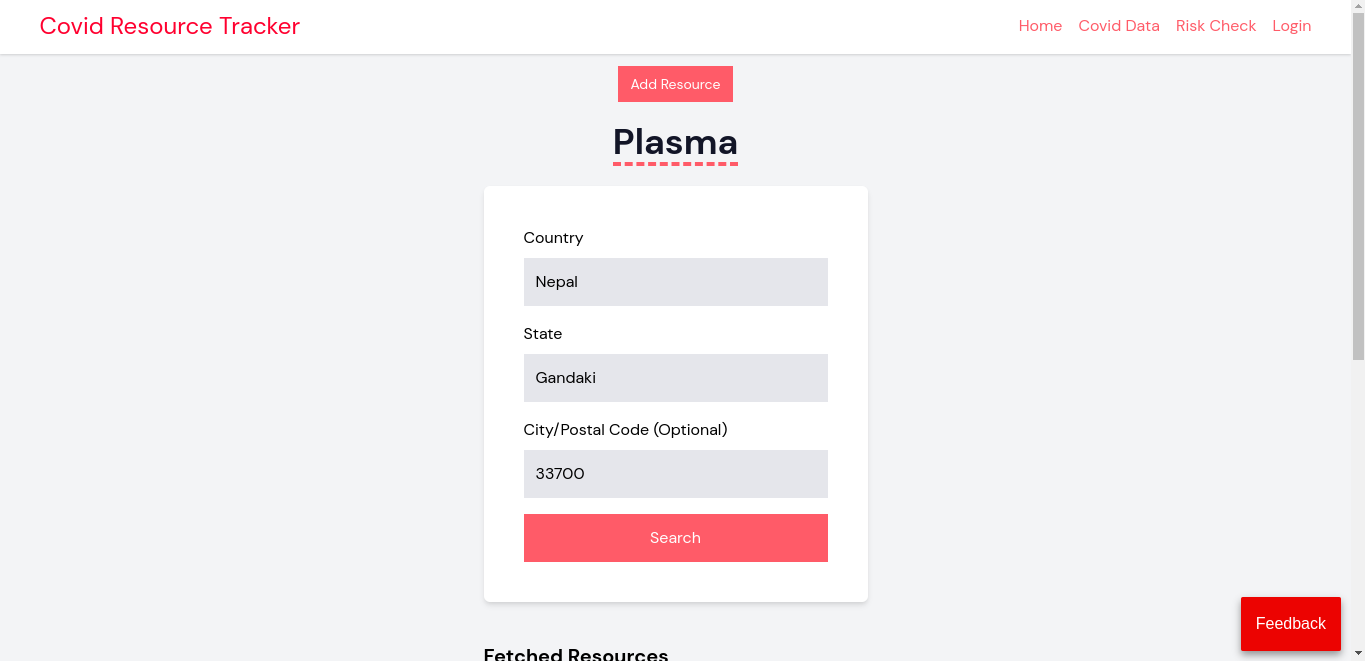 Covid Resource Tracker
Home Covid Data Risk Check Login
Add Resource
Plasma
Country
Nepal
State
Gandaki
City/Postal Code (Optional)
33700
Search
Feedback
Fetched Resources